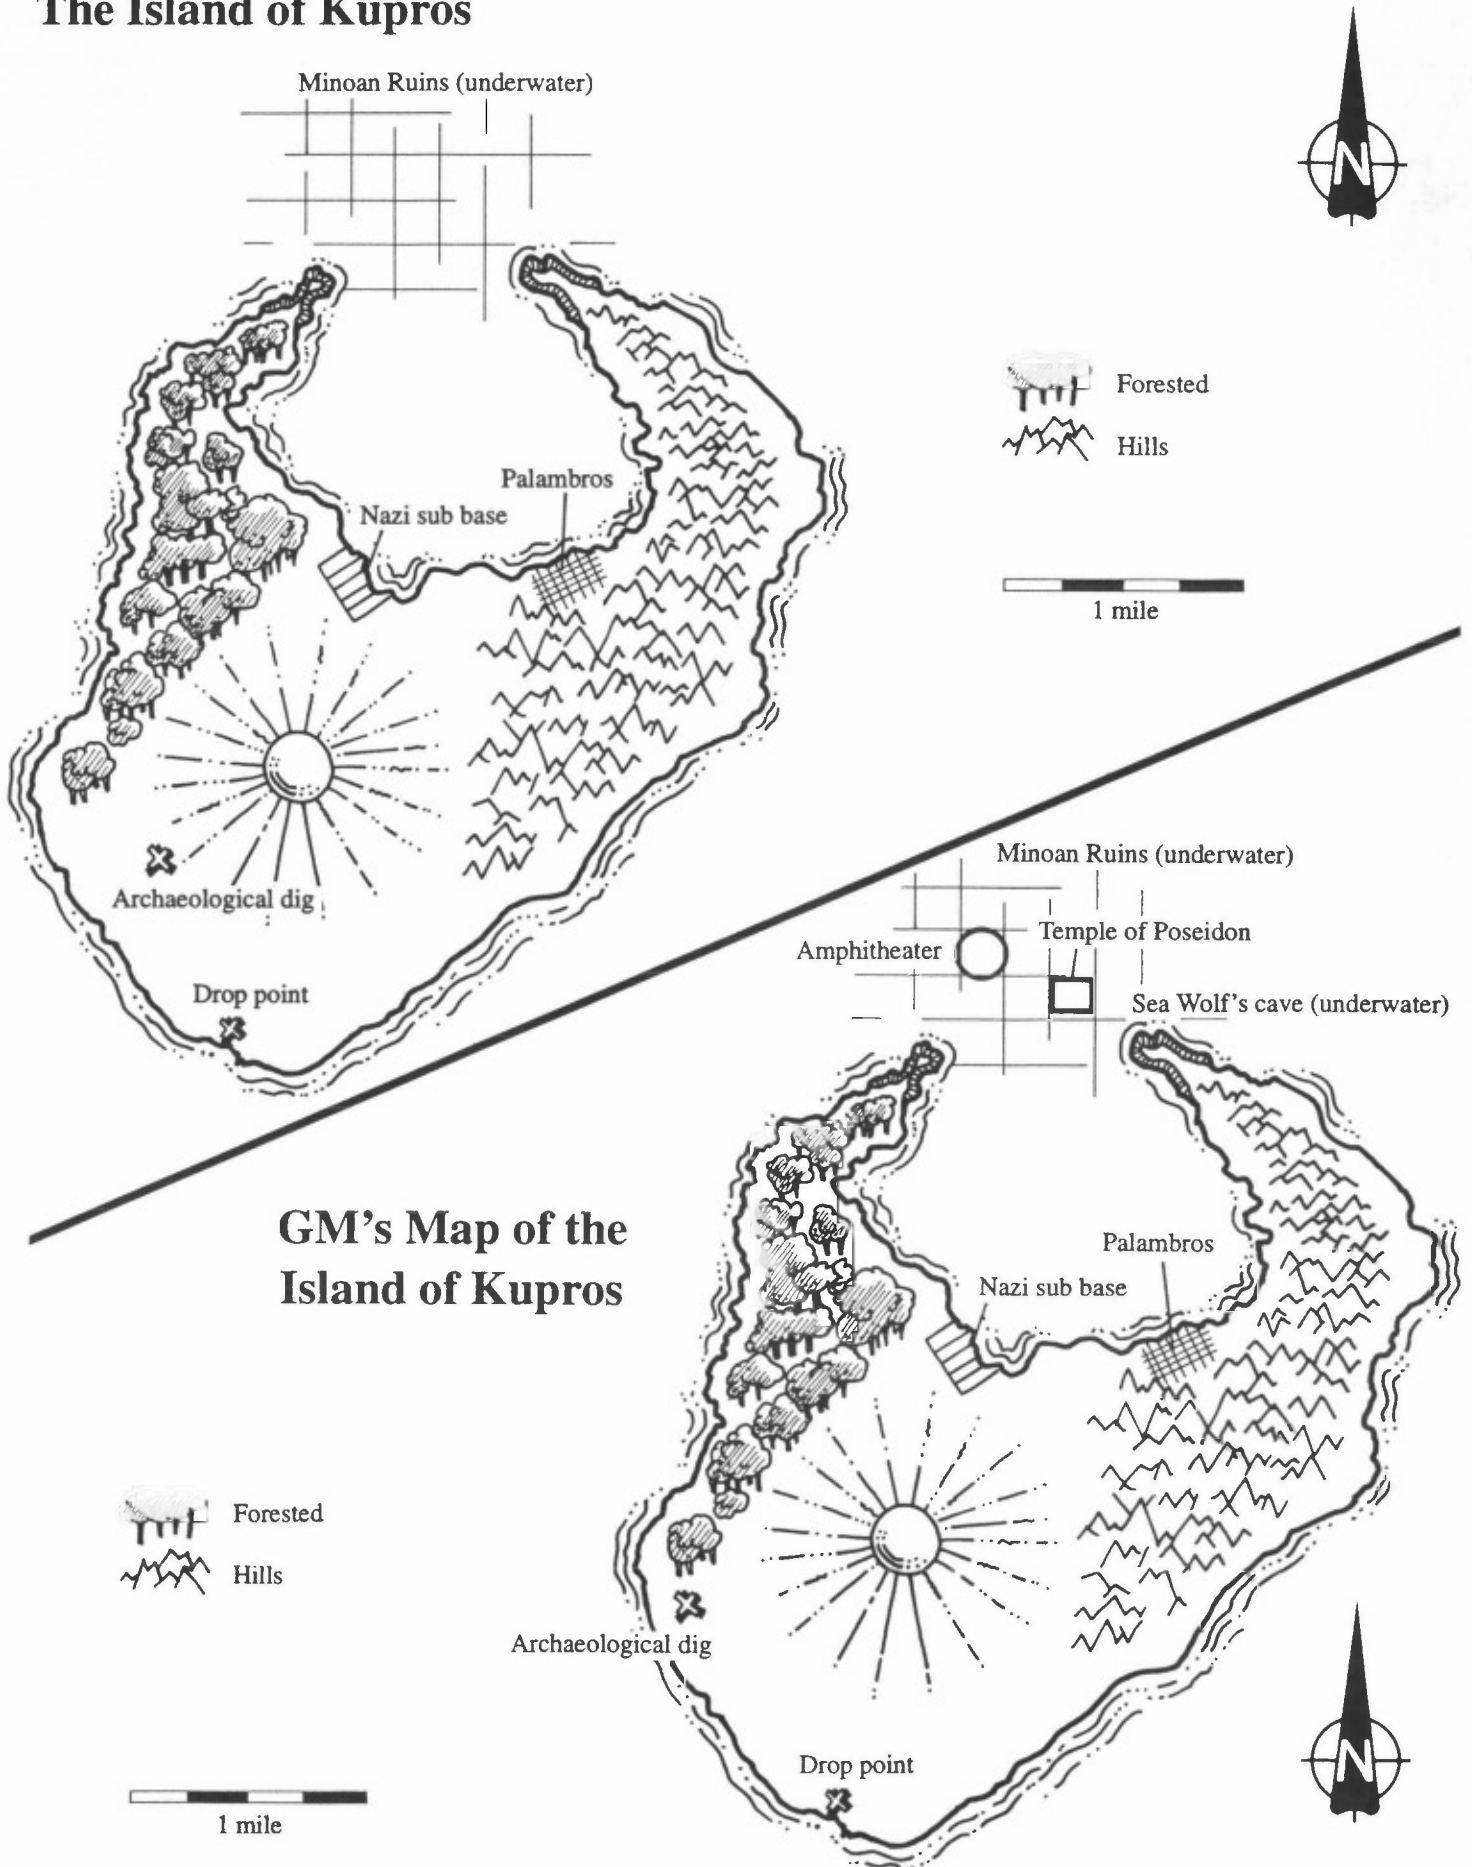 The Island of Kupros
Minoan Ruins (underwater)
N
Forested
Hills
Palambros
Nazi sub base
1 mile
Archaeological dig
Drop point
Minoan Ruins (underwater)
Temple of Poseidon
Amphitheater
Sea Wolf's cave (underwater)
GM's Map of the
Island of Kupros
Palambros
Nazi sub base
Forested
Hills
Archaeological dig
N
Drop point
1 mile